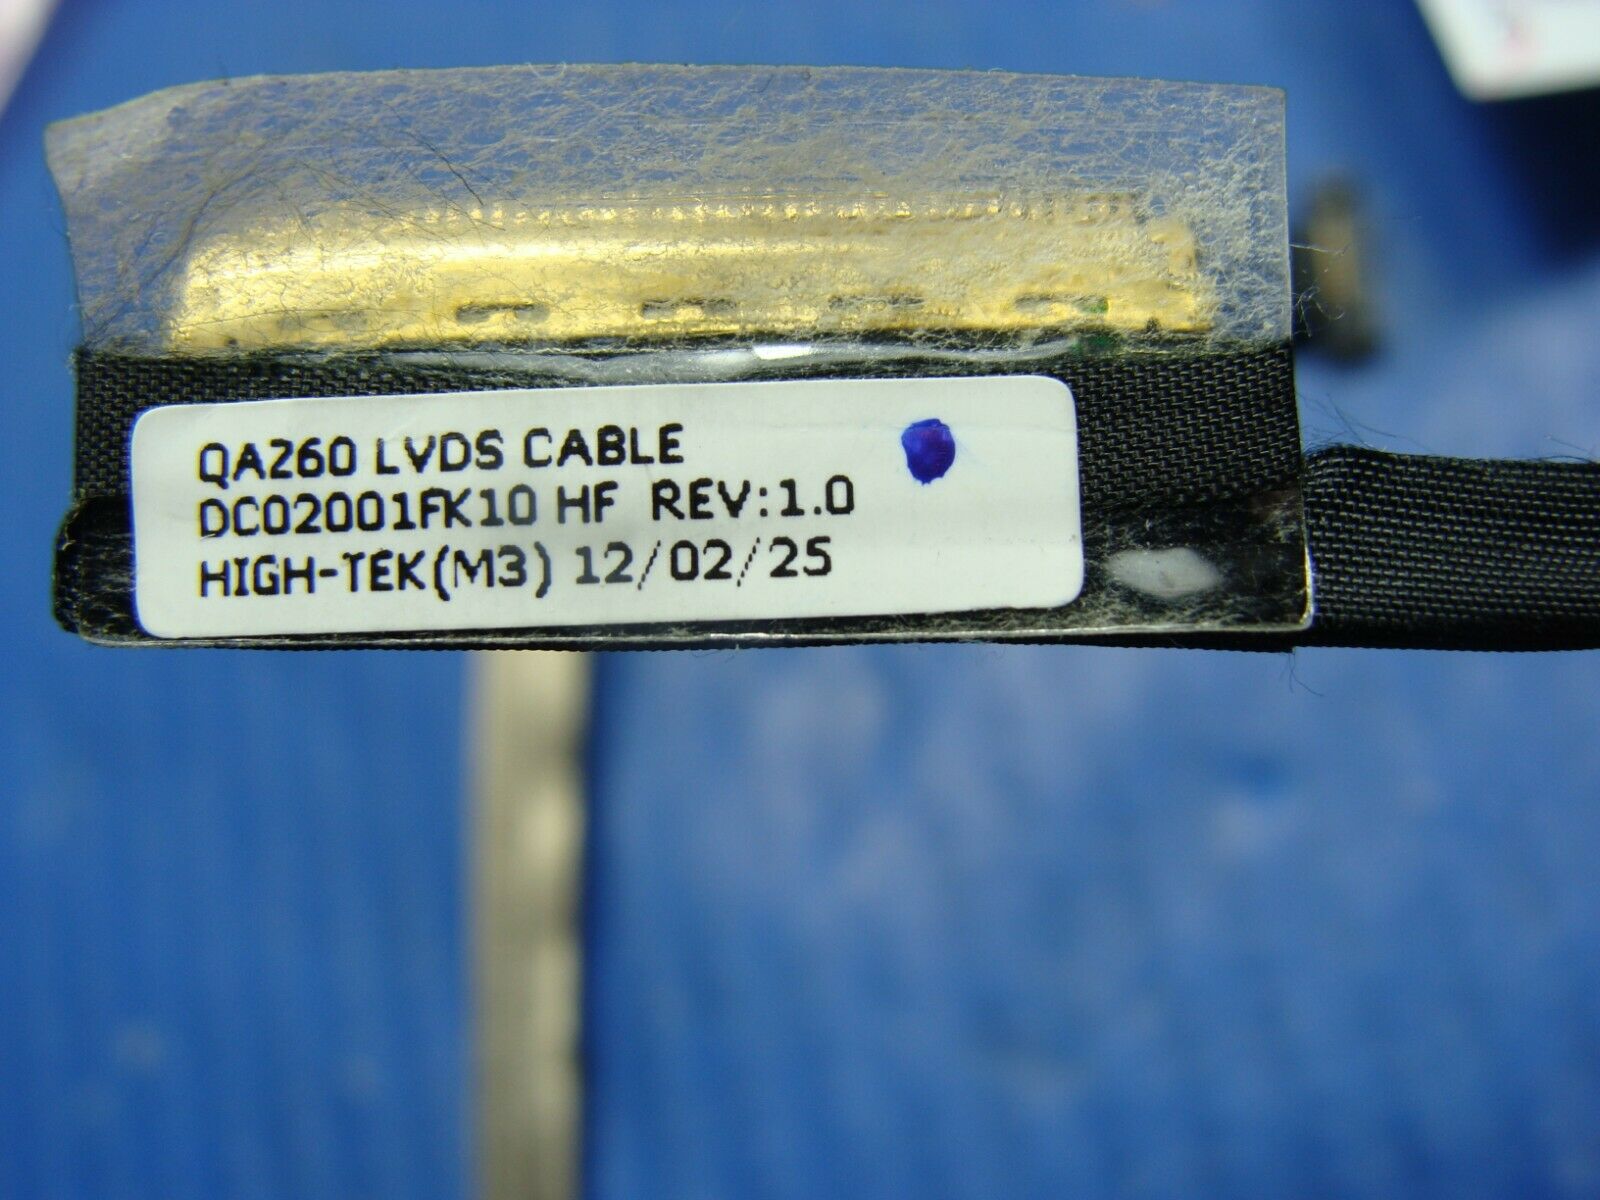 QA260 LVDS CABLE
DC02001FK10 HF REV:1.0
HIGH-TEK(M3) 12/02/25